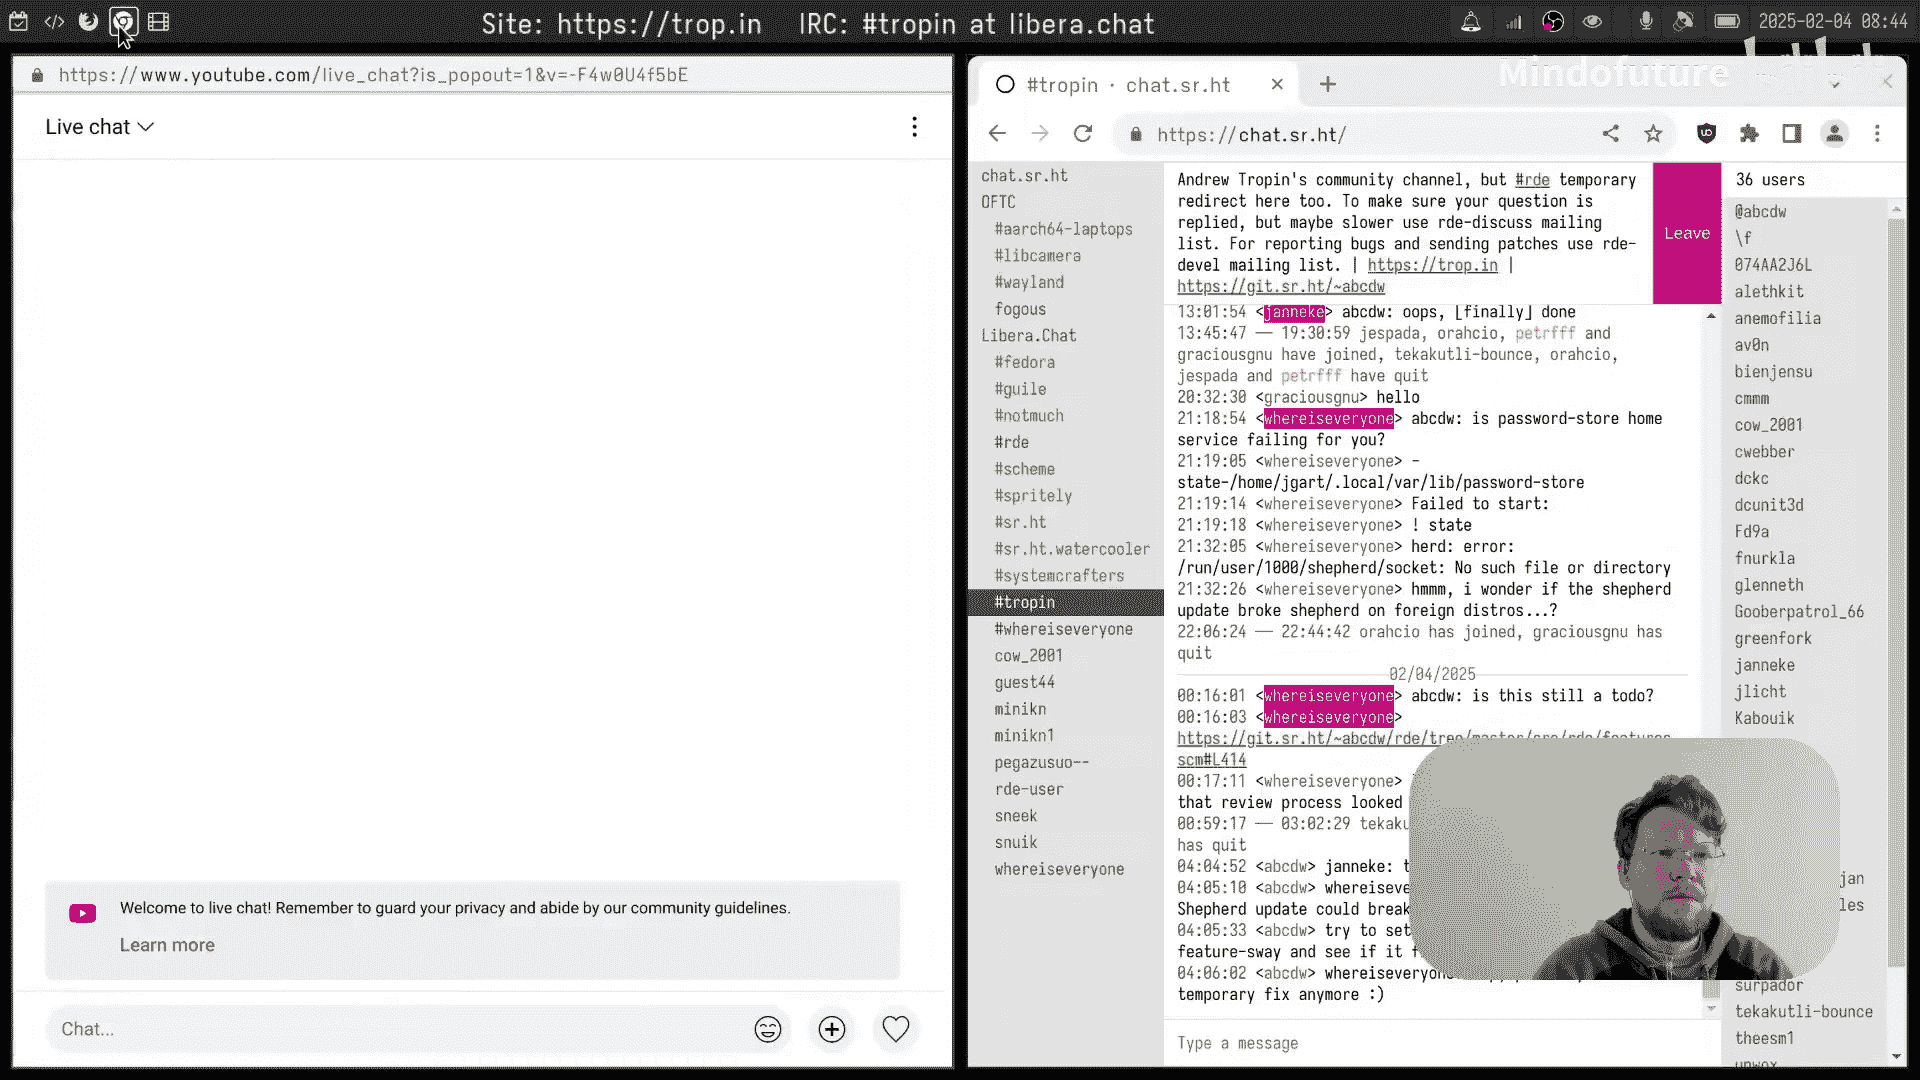 Site: https://trop.in IRC: #tropin at libera.chat
2025-02-04 08:44
https://www.youtube.com/live_chat?is_popout=1&v=-F4w0U4f5bE
Live chat
Welcome to live chat! Remember to guard your privacy and abide by our community guidelines.
Learn more
Chat...
#tropin · chat.sr.ht
Mindofuture
https://chat.sr.ht/
chat.sr.ht
OFTC
#aarch64-laptops
#libcamera
#wayland
fogous
Libera.Chat
#fedora
#guile
#notmuch
#rde
#scheme
#spritely
#sr.ht
#sr.ht.watercooler
#systemcrafters
#tropin
#whereiseveryone
cow_2001
guest44
minikn
minikn1
pegazusuo--
rde-user
sneek
snuik
whereiseveryone
Andrew Tropin's community channel, but #rde temporary
redirect here too. To make sure your question is
replied, but maybe slower use rde-discuss mailing
list. For reporting bugs and sending patches use rde-
devel mailing list. | https://trop.in |
https://git.sr.ht/~abcdw
Leave
13:01:54 <janneke> abcdw: oops, [finally] done
13:45:47 — 19:30:59 jespada, orahcio, petrfff and
graciousgnu have joined, tekakutli-bounce, orahcio,
jespada and petrfff have quit
20:32:30 <graciousgnu> hello
21:18:54 <whereiseveryone> abcdw: is password-store home
service failing for you?
21:19:05 <whereiseveryone> -
state-/home/jgart/.local/var/lib/password-store
21:19:14 <whereiseveryone> Failed to start:
21:19:18 <whereiseveryone> ! state
21:32:05 <whereiseveryone> herd: error:
/run/user/1000/shepherd/socket: No such file or directory
21:32:26 <whereiseveryone> hmmm, i wonder if the shepherd
update broke shepherd on foreign distros...?
22:06:24 — 22:44:42 orahcio has joined, graciousgnu has
quit
02/04/2025
00:16:01 <whereiseveryone> abcdw: is this still a todo?
00:16:03 <whereiseveryone>
https://git.sr.ht/~abcdw/rde/tree/master/src/rde/features.
scm#L414
00:17:11 <whereiseveryone>
that review process looked
00:59:17 — 03:02:29
has quit
04:04:52 <abcdw> janneke:
04:05:10 <abcdw>
Shepherd update could break
04:05:33 <abcdw> try to set
feature-sway and see if it
04:06:02 <abcdw> whereiseveryone
temporary fix anymore :)
Type a message
36 users
@abcdw
\f
074AA2J6L
alethkit
anemofilia
av0n
bienjensu
cmmm
cow_2001
cwebber
dckc
dcunit3d
Fd9a
fnurkla
glenneth
Gooberpatrol_66
greenfork
janneke
jlicht
Kabouik
jan
les
surpador
tekakutli-bounce
theesm1